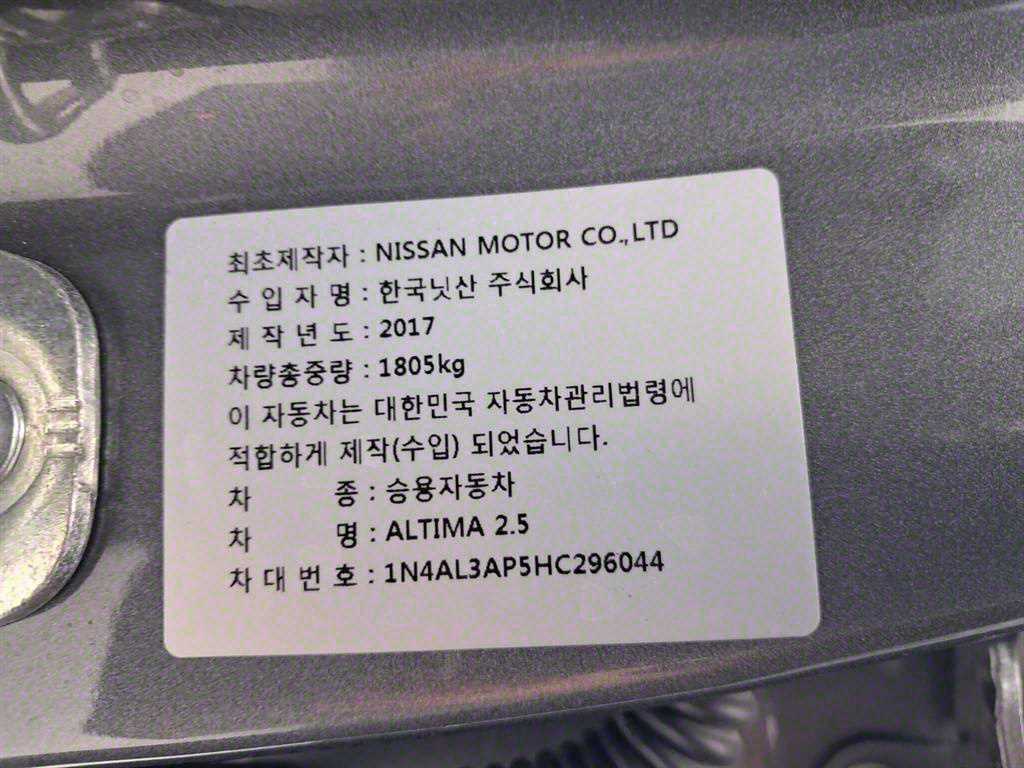 최초제작자 : NISSAN MOTOR CO.,LTD
수 입 자 명 : 한국닛산 주식회사
제 작 년 도 : 2017
차량총중량 : 1805kg
이 자동차는 대한민국 자동차관리법령에
적합하게 제작(수입) 되었습니다.
차 종 : 승용자동차
차 명 : ALTIMA 2.5
차 대 번 호 : 1N4AL3AP5HC296044